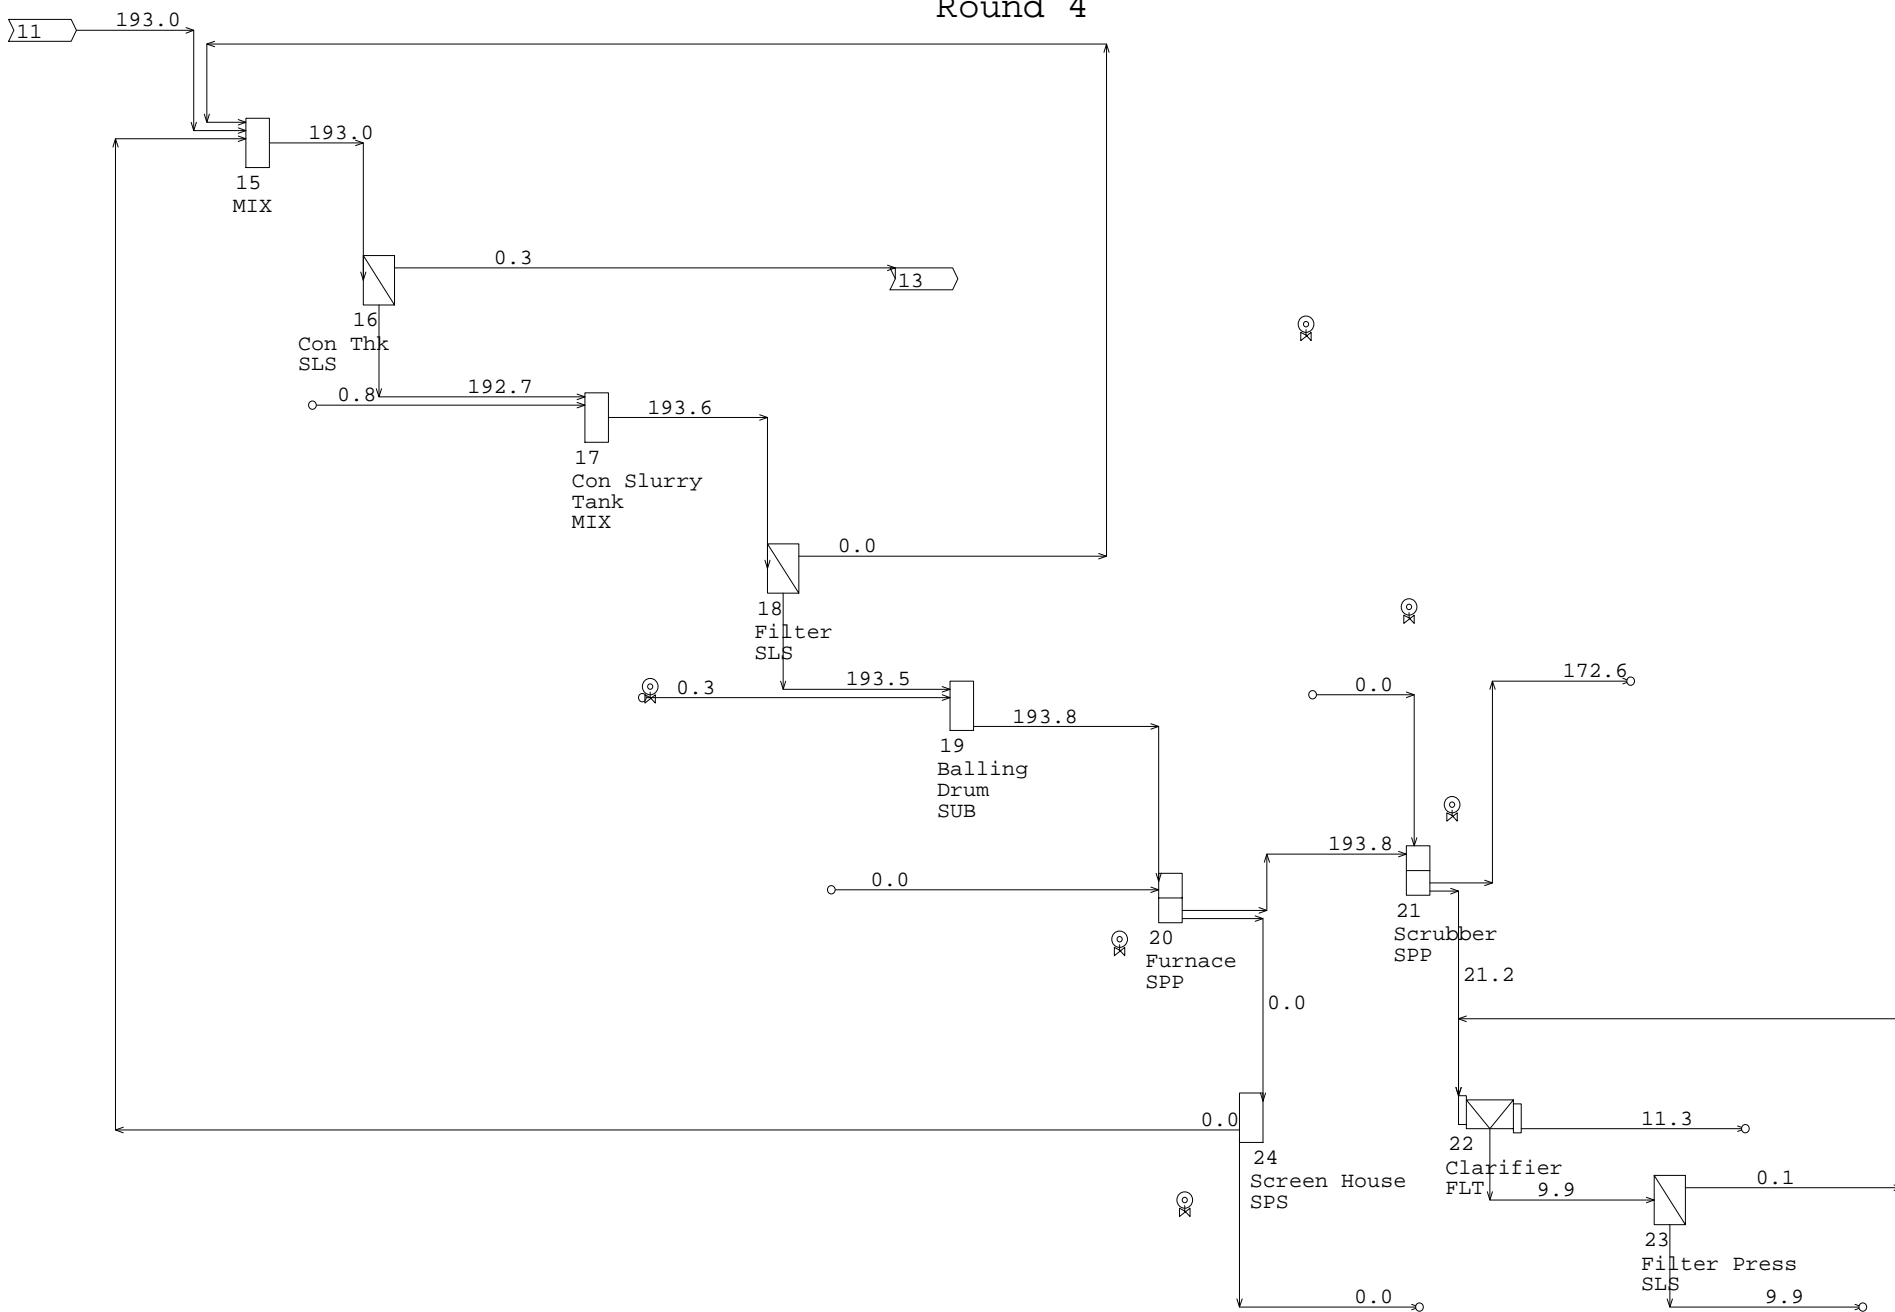 Round 4
11
193.0
193.0
15
MIX
0.3
13
16
Con Thk
SLS
0.8
192.7
193.6
17
Con Slurry
Tank
MIX
0.0
18
Filter
SLS
0.3
193.5
193.8
19
Balling
Drum
SUB
0.0
172.6
0.0
193.8
20
Furnace
SPP
21
Scrubber
SPP
21.2
0.0
0.0
24
Screen House
SPS
11.3
22
Clarifier
FLT
9.9
0.1
23
Filter Press
SLS
0.0
9.9